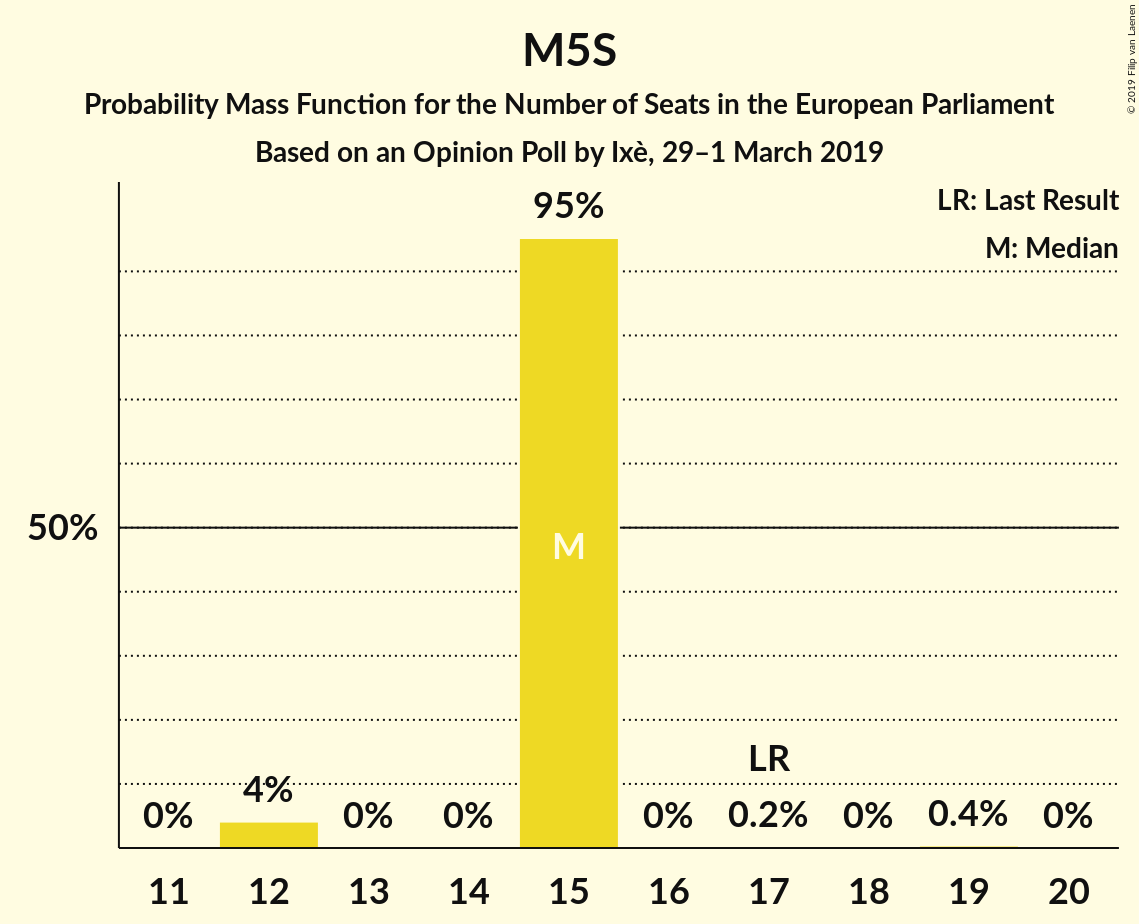 M5S
Probability Mass Function for the Number of Seats in the European Parliament
Based on an Opinion Poll by Ixè, 29–1 March 2019
© 2019 Filip van Laenen
LR: Last Result
M: Median
95%
50%
M
LR
0%
4%
0%
0%
0%
0.2%
0%
0.4%
0%
11 12 13 14 15 16 17 18 19 20